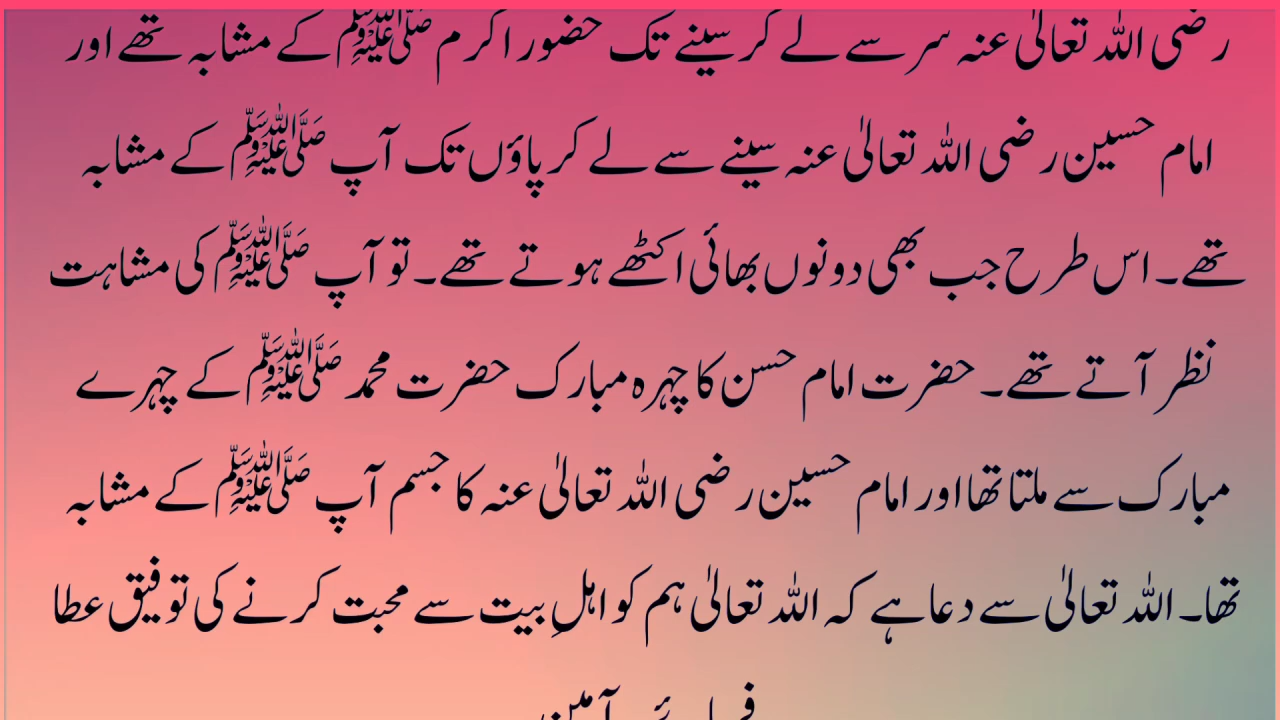 رضی اللہ تعالیٰ عنہ سر سے لے کر سینے تک حضور اکرم ﷺ کے مشابہ تھے اور
امام حسین رضی اللہ تعالیٰ عنہ سینے سے لے کر پاؤں تک آپ ﷺ کے مشابہ
تھے۔ اس طرح جب بھی دونوں بھائی اکٹھے ہوتے تھے۔ تو آپ ﷺ کی مشاہت
نظر آتے تھے۔ حضرت امام حسن کا چہرہ مبارک حضرت محمد ﷺ کے چہرے
مبارک سے ملتا تھا اور امام حسین رضی اللہ تعالیٰ عنہ کا جسم آپ ﷺ کے مشابہ
تھا۔ اللہ تعالیٰ سے دعا ہے کہ اللہ تعالیٰ ہم کو اہلِ بیت سے محبت کرنے کی توفیق عطا
فرمائے۔ آمین